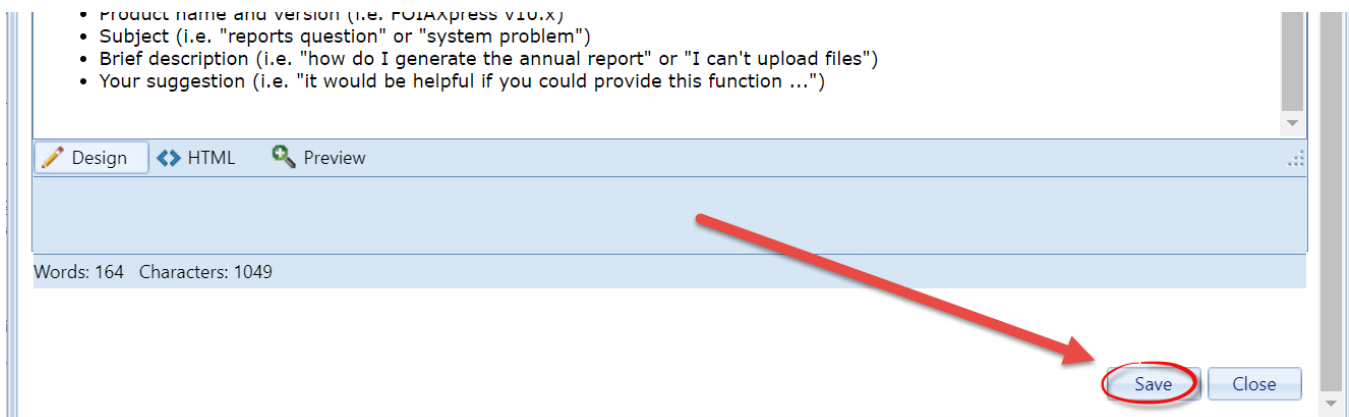 • Product name and version (i.e. FOIAXpress v10.x)
• Subject (i.e. "reports question" or "system problem")
• Brief description (i.e. "how do I generate the annual report" or "I can't upload files")
• Your suggestion (i.e. "it would be helpful if you could provide this function ...")
Design HTML Preview
Words: 164 Characters: 1049
Save Close